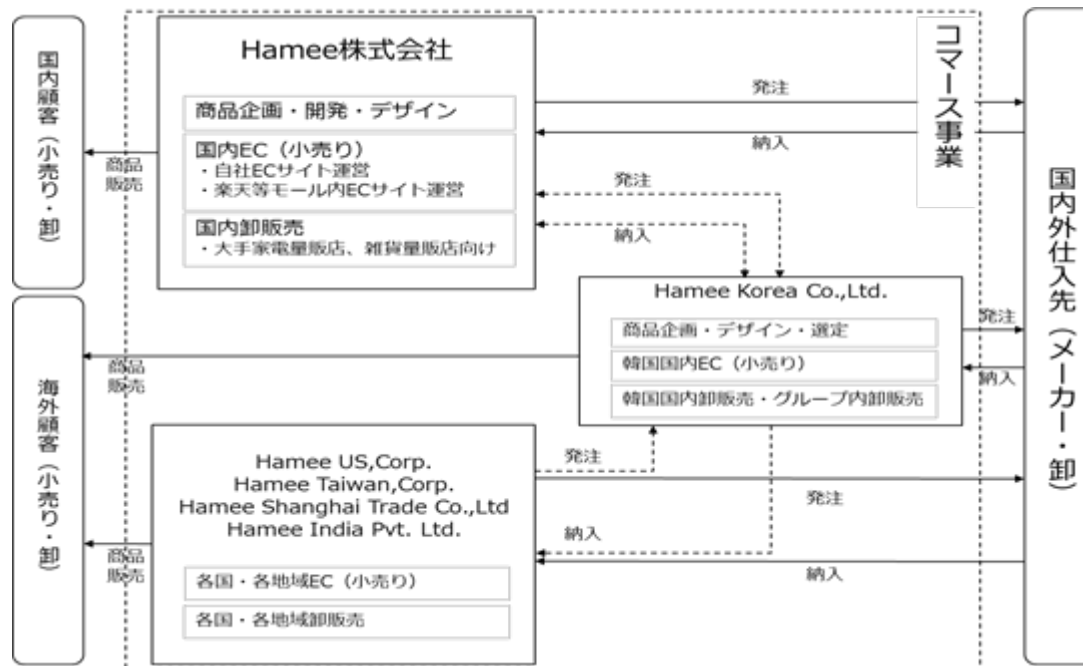 国内顧客（小売り・卸）
海外顧客（小売り・卸）
Hamee株式会社
商品企画・開発・デザイン
国内EC（小売り）
・自社ECサイト運営
・楽天等モール内ECサイト運営
国内卸販売
・大手家電量販店、雑貨量販店向け
コマース事業
国内外仕入先（メーカー・卸）
商品
販売
発注
納入
発注
納入
Hamee Korea Co.,Ltd.
商品企画・デザイン・選定
韓国国内EC（小売り）
韓国国内卸販売・グループ内卸販売
発注
納入
商品
販売
Hamee US,Corp.
Hamee Taiwan,Corp.
Hamee Shanghai Trade Co.,Ltd
Hamee India Pvt. Ltd.
各国・各地域EC（小売り）
各国・各地域卸販売
発注
発注
納入
納入
商品
販売